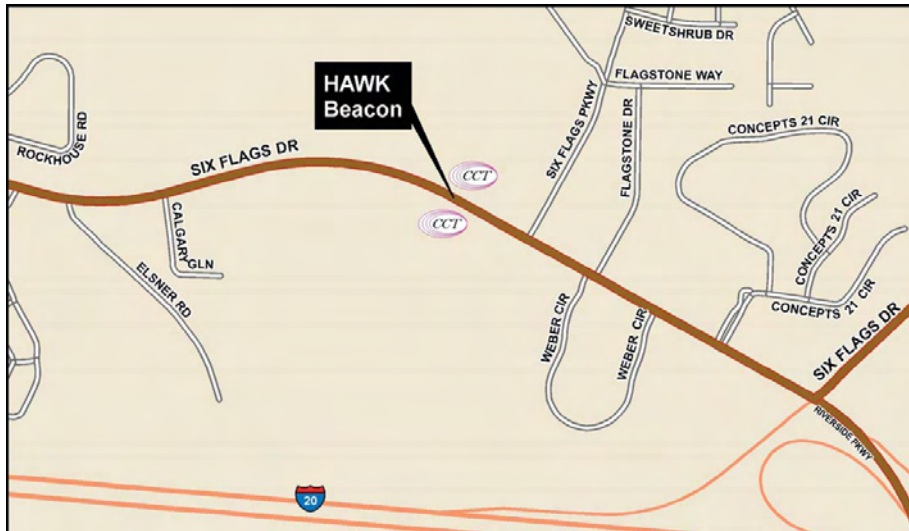 SWEETSHRUB DR
HAWK
Beacon
FLAGSTONE WAY
ROCKHOUSE RD
SIX FLAGS DR
SIX FLAGS PKWY
FLAGSTONE DR
CONCEPTS 21 CIR
CCT
CCT
CALGARY
GLN
ELSNER RD
CONCEPTS 21 CIR
CONCEPTS 21 CIR
WEBER CIR
WEBER CIR
SIX FLAGS DR
RIVERSIDE PKWY
20